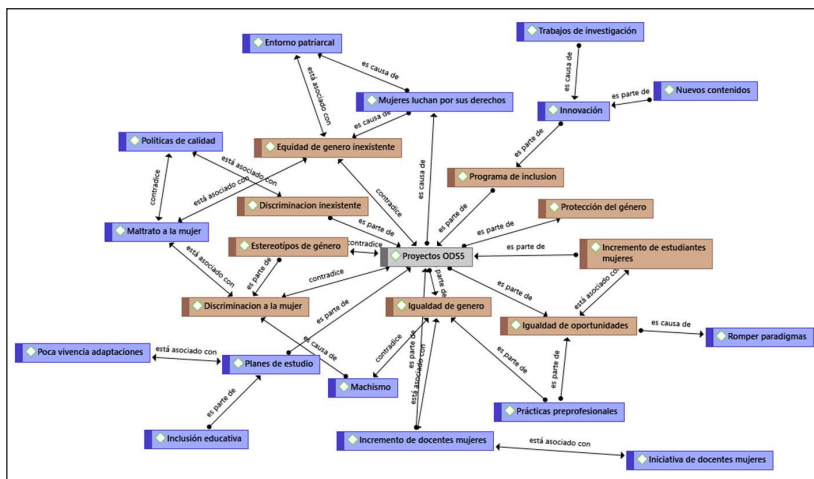 Trabajos de investigación
Entorno patriarcal
es causa de
es causa de
está asociado con
Mujeres luchan por sus derechos
Innovación
es parte de
Nuevos contenidos
es causa de
Políticas de calidad
Equidad de genero inexistente
es parte de
está asociado con
está asociado con
contradice
es causa de
contradice
Programa de inclusion
Discriminacion inexistente
es parte de
es parte de
Protección del género
es parte de
Maltrato a la mujer
Estereotipos de género
contradice
Proyectos ODS5
es parte de
Incremento de estudiantes
mujeres
está asociado con
es parte de
contradice
parte de
es parte de
está asociado con
Discriminacion a la mujer
es parte de
Igualdad de genero
Igualdad de oportunidades
es causa de
Romper paradigmas
Poca vivencia adaptaciones
está asociado con
Planes de estudio
es causa de
contradice
es parte de
está asociado con
es parte de
es parte de
Machismo
Prácticas preprofesionales
es parte de
Inclusión educativa
Incremento de docentes mujeres
está asociado con
Iniciativa de docentes mujeres